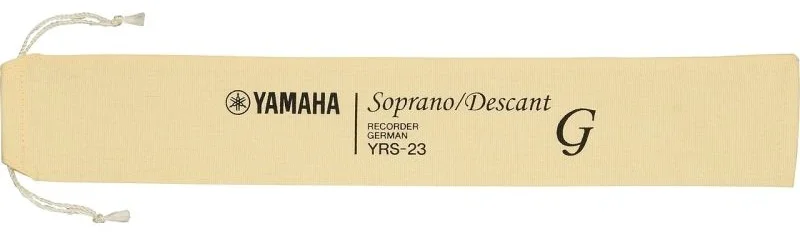 YAMAHA
Soprano/Descant
RECORDER
GERMAN
YRS-23
G